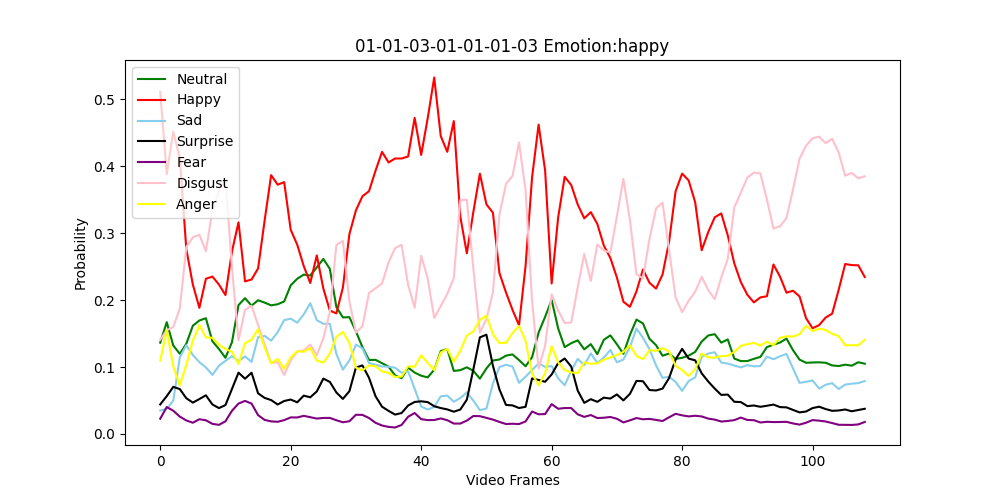 01-01-03-01-01-01-03 Emotion:happy
Neutral
Happy
Sad
Surprise
Fear
Disgust
Anger
Probability
0.5
0.4
0.3
0.2
0.1
0.0
0 20 40 60 80 100
Video Frames